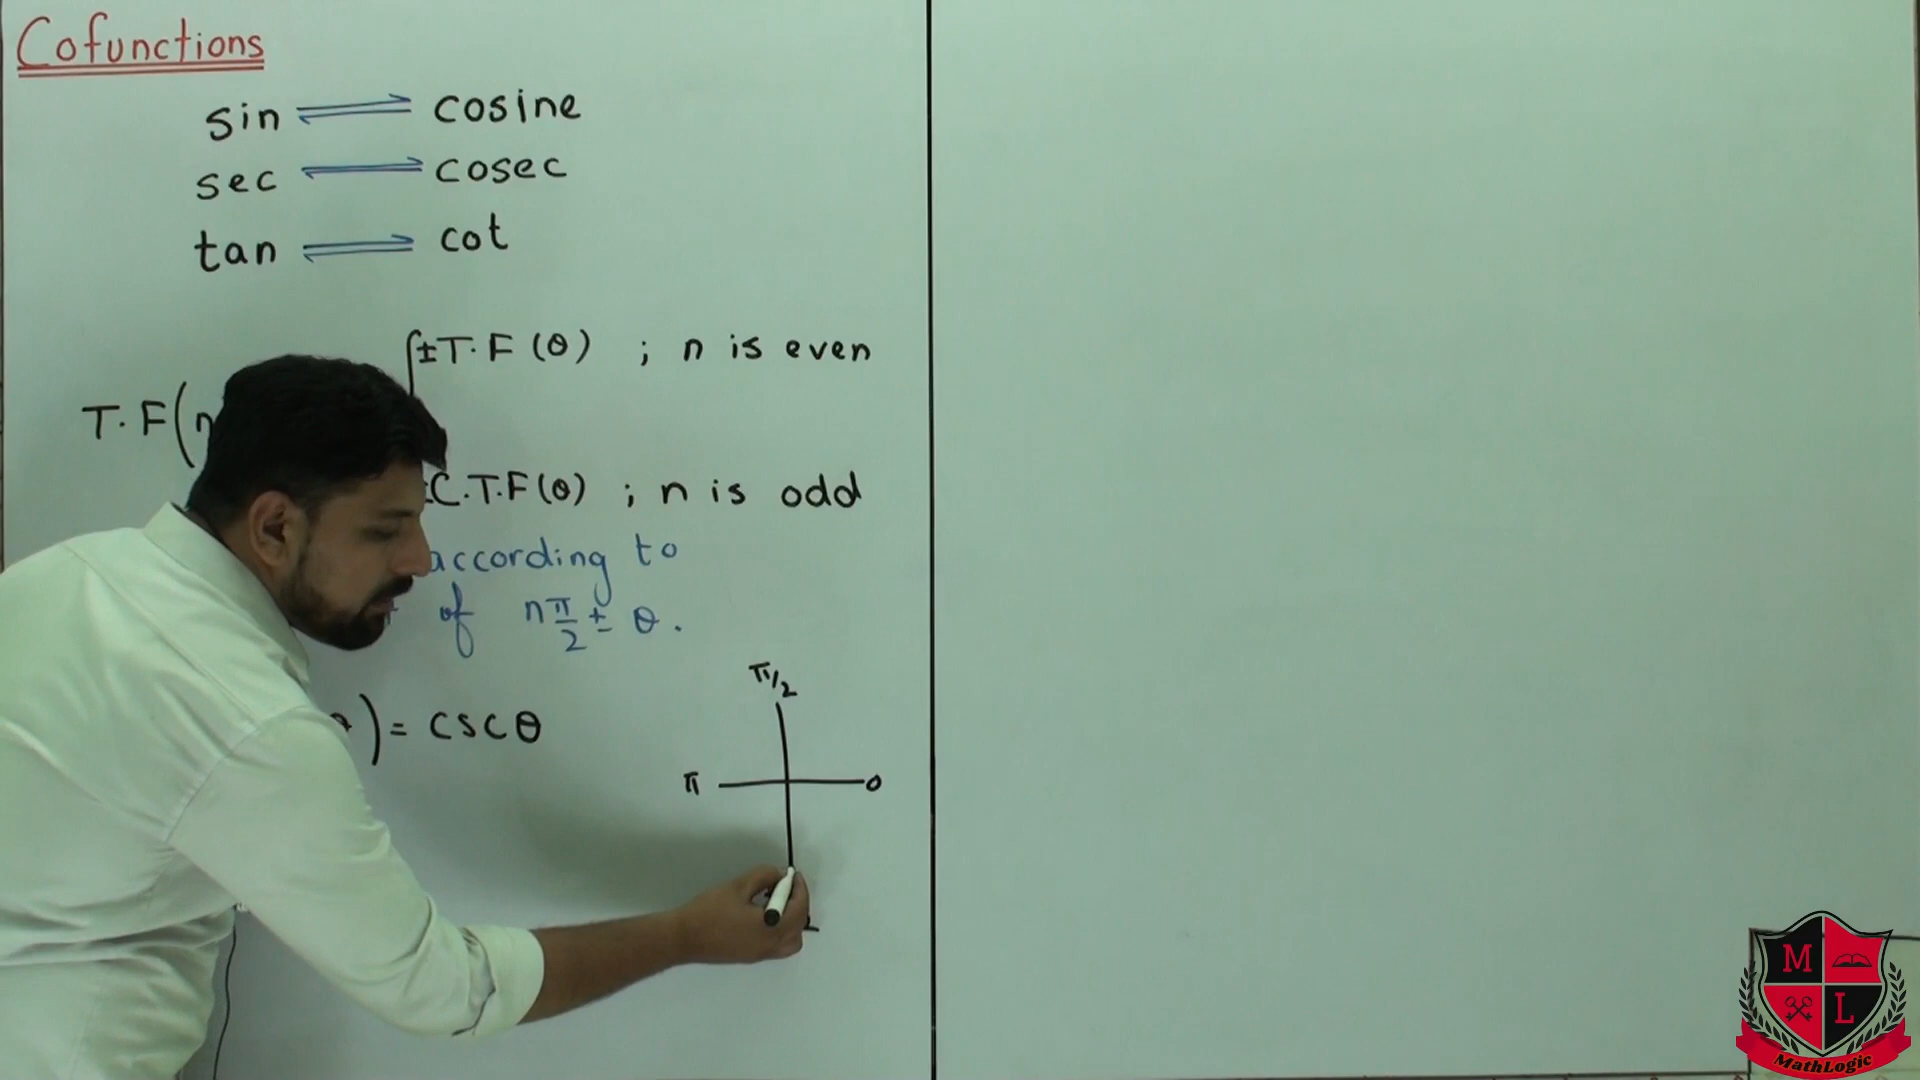 Cofunctions
sin ⇌ cosine
sec ⇌ cosec
tan ⇌ cot
±T.F (θ) ; n is even
T.F(n
C.T.F(θ) ; n is odd
according to
of nπ/2 ± θ.
) = cscθ
π/2
π
0
M
L
MathLogic